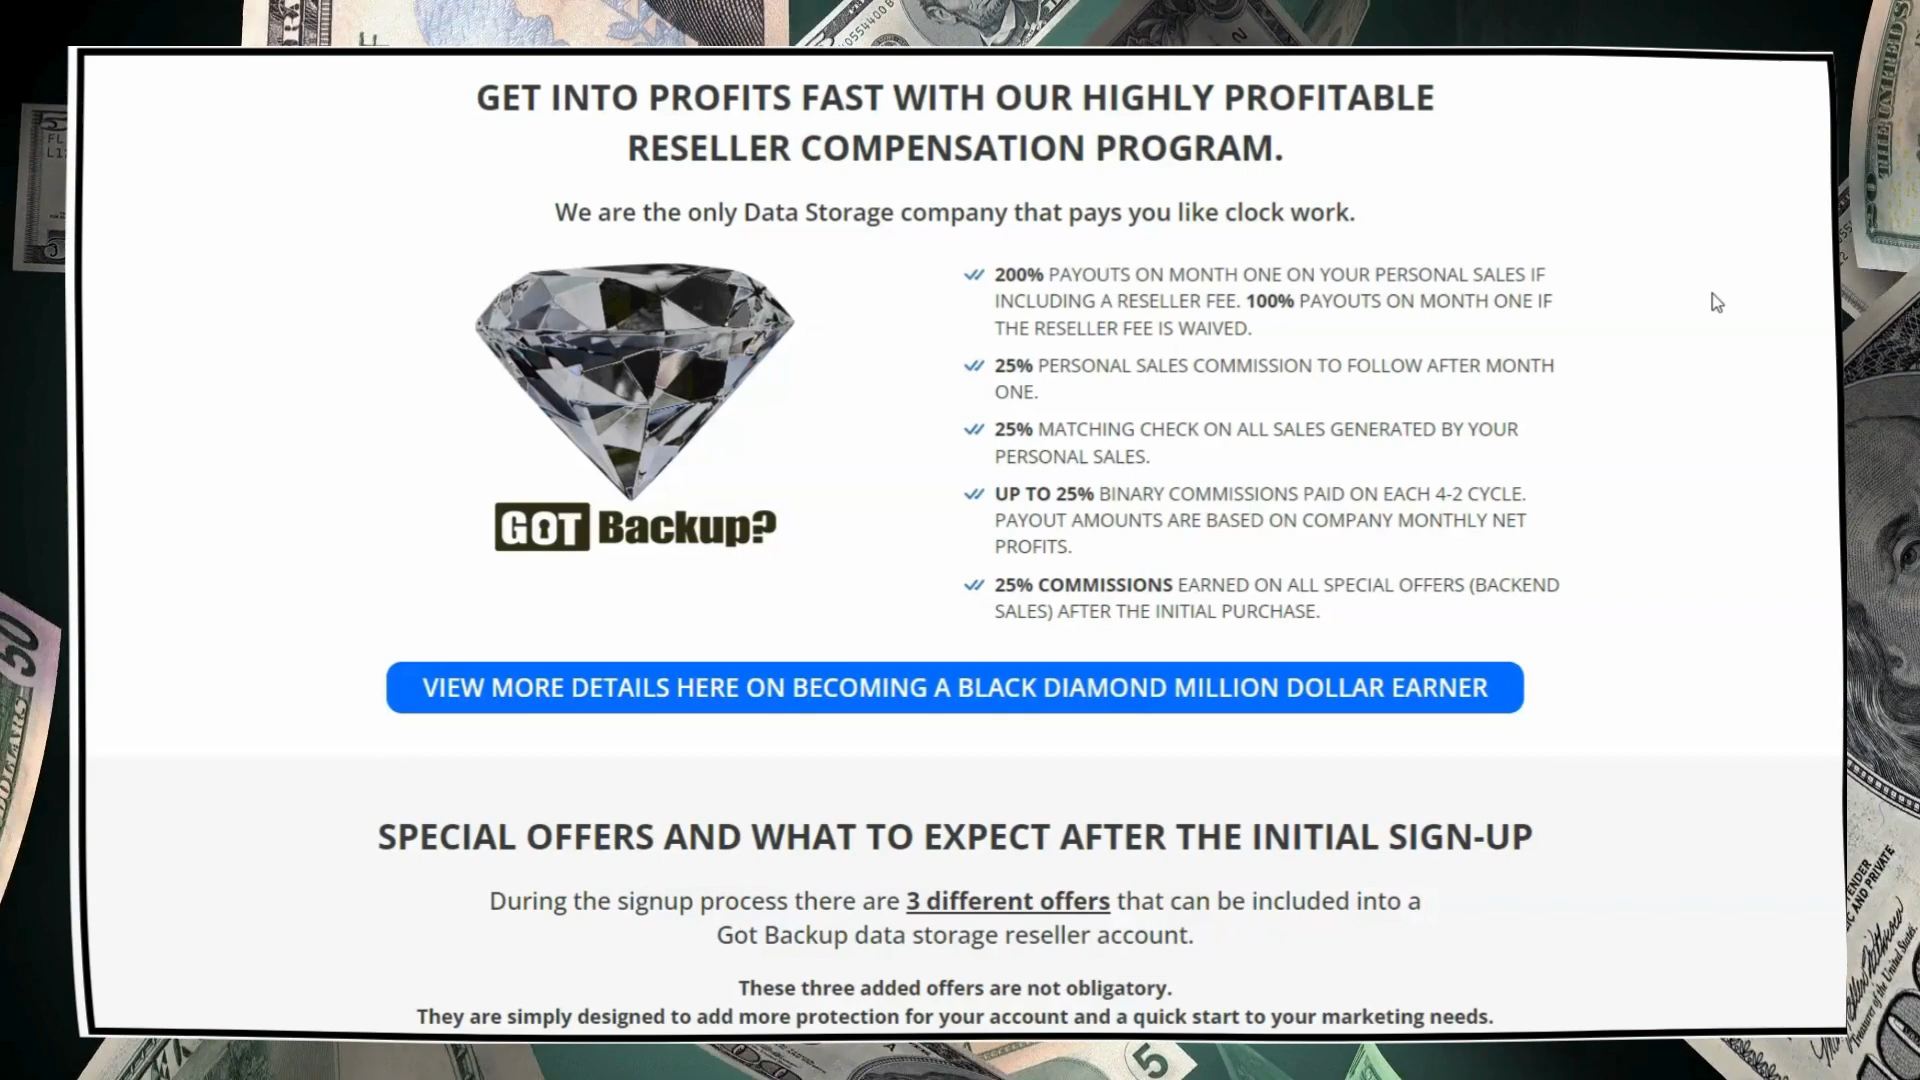 GET INTO PROFITS FAST WITH OUR HIGHLY PROFITABLE
RESELLER COMPENSATION PROGRAM.
We are the only Data Storage company that pays you like clock work.
200% PAYOUTS ON MONTH ONE ON YOUR PERSONAL SALES IF
INCLUDING A RESELLER FEE. 100% PAYOUTS ON MONTH ONE IF
THE RESELLER FEE IS WAIVED.
25% PERSONAL SALES COMMISSION TO FOLLOW AFTER MONTH
ONE.
25% MATCHING CHECK ON ALL SALES GENERATED BY YOUR
PERSONAL SALES.
UP TO 25% BINARY COMMISSIONS PAID ON EACH 4-2 CYCLE.
PAYOUT AMOUNTS ARE BASED ON COMPANY MONTHLY NET
PROFITS.
25% COMMISSIONS EARNED ON ALL SPECIAL OFFERS (BACKEND
SALES) AFTER THE INITIAL PURCHASE.
GOT Backup?
VIEW MORE DETAILS HERE ON BECOMING A BLACK DIAMOND MILLION DOLLAR EARNER
SPECIAL OFFERS AND WHAT TO EXPECT AFTER THE INITIAL SIGN-UP
During the signup process there are 3 different offers that can be included into a
Got Backup data storage reseller account.
These three added offers are not obligatory.
They are simply designed to add more protection for your account and a quick start to your marketing needs.
50
DOLLARS
5